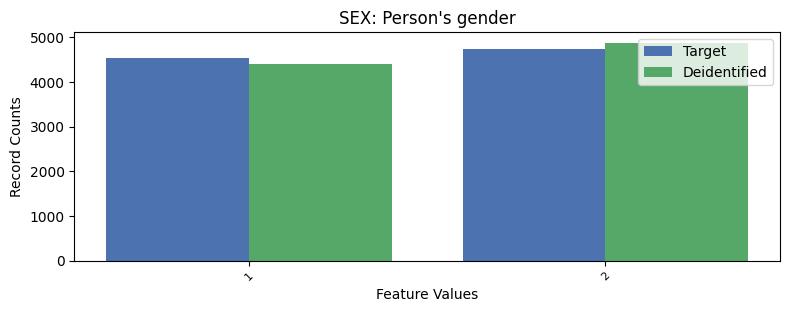 SEX: Person's gender
Target
Deidentified
Record Counts
5000
4000
3000
2000
1000
0
1
2
Feature Values